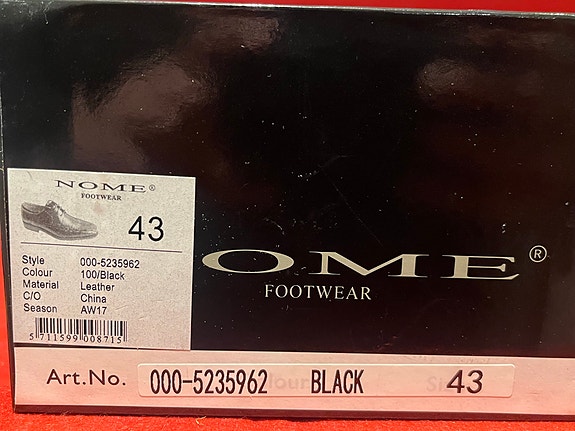 NOME®
FOOTWEAR
43
Style 000-5235962
Colour 100/Black
Material Leather
C/O China
Season AW17
5 711599 008715
OME®
FOOTWEAR
Art.No. 000-5235962 BLACK 43